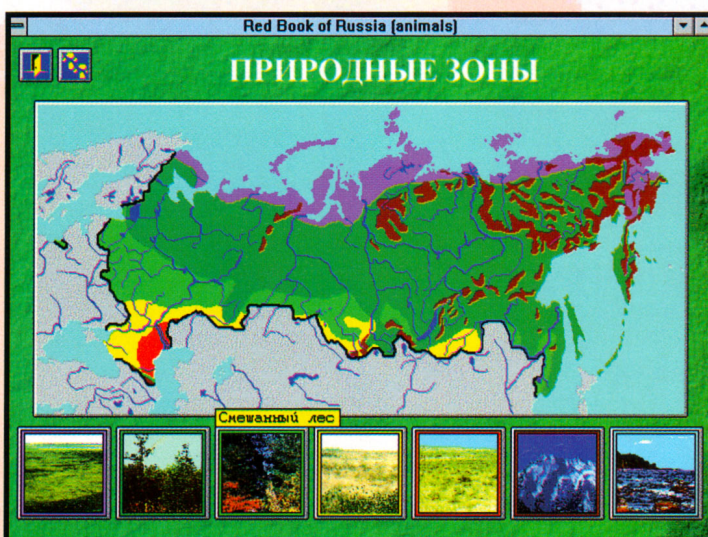 Red Book of Russia (animals)
ПРИРОДНЫЕ ЗОНЫ
Смешанный лес